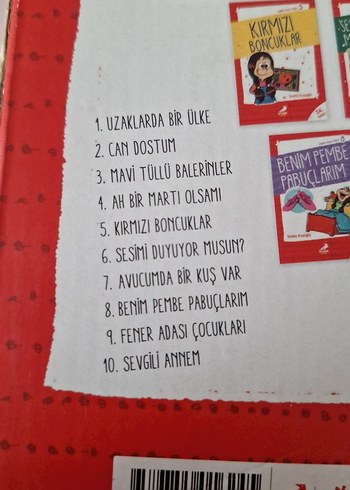 KIRMIZI
BONCUKLAR
1. UZAKLARDA BİR ÜLKE
2. CAN DOSTUM
3. MAVİ TÜLLÜ BALERİNLER
4. AH BİR MARTI OLSAMI
5. KIRMIZI BONCUKLAR
6. SESİMİ DUYUYOR MUSUN?
7. AVUCUMDA BİR KUŞ VAR
8. BENİM PEMBE PABUÇLARIM
9. FENER ADASI ÇOCUKLARI
10. SEVGİLİ ANNEM
BENİM PEMBE
PABUÇLARIM